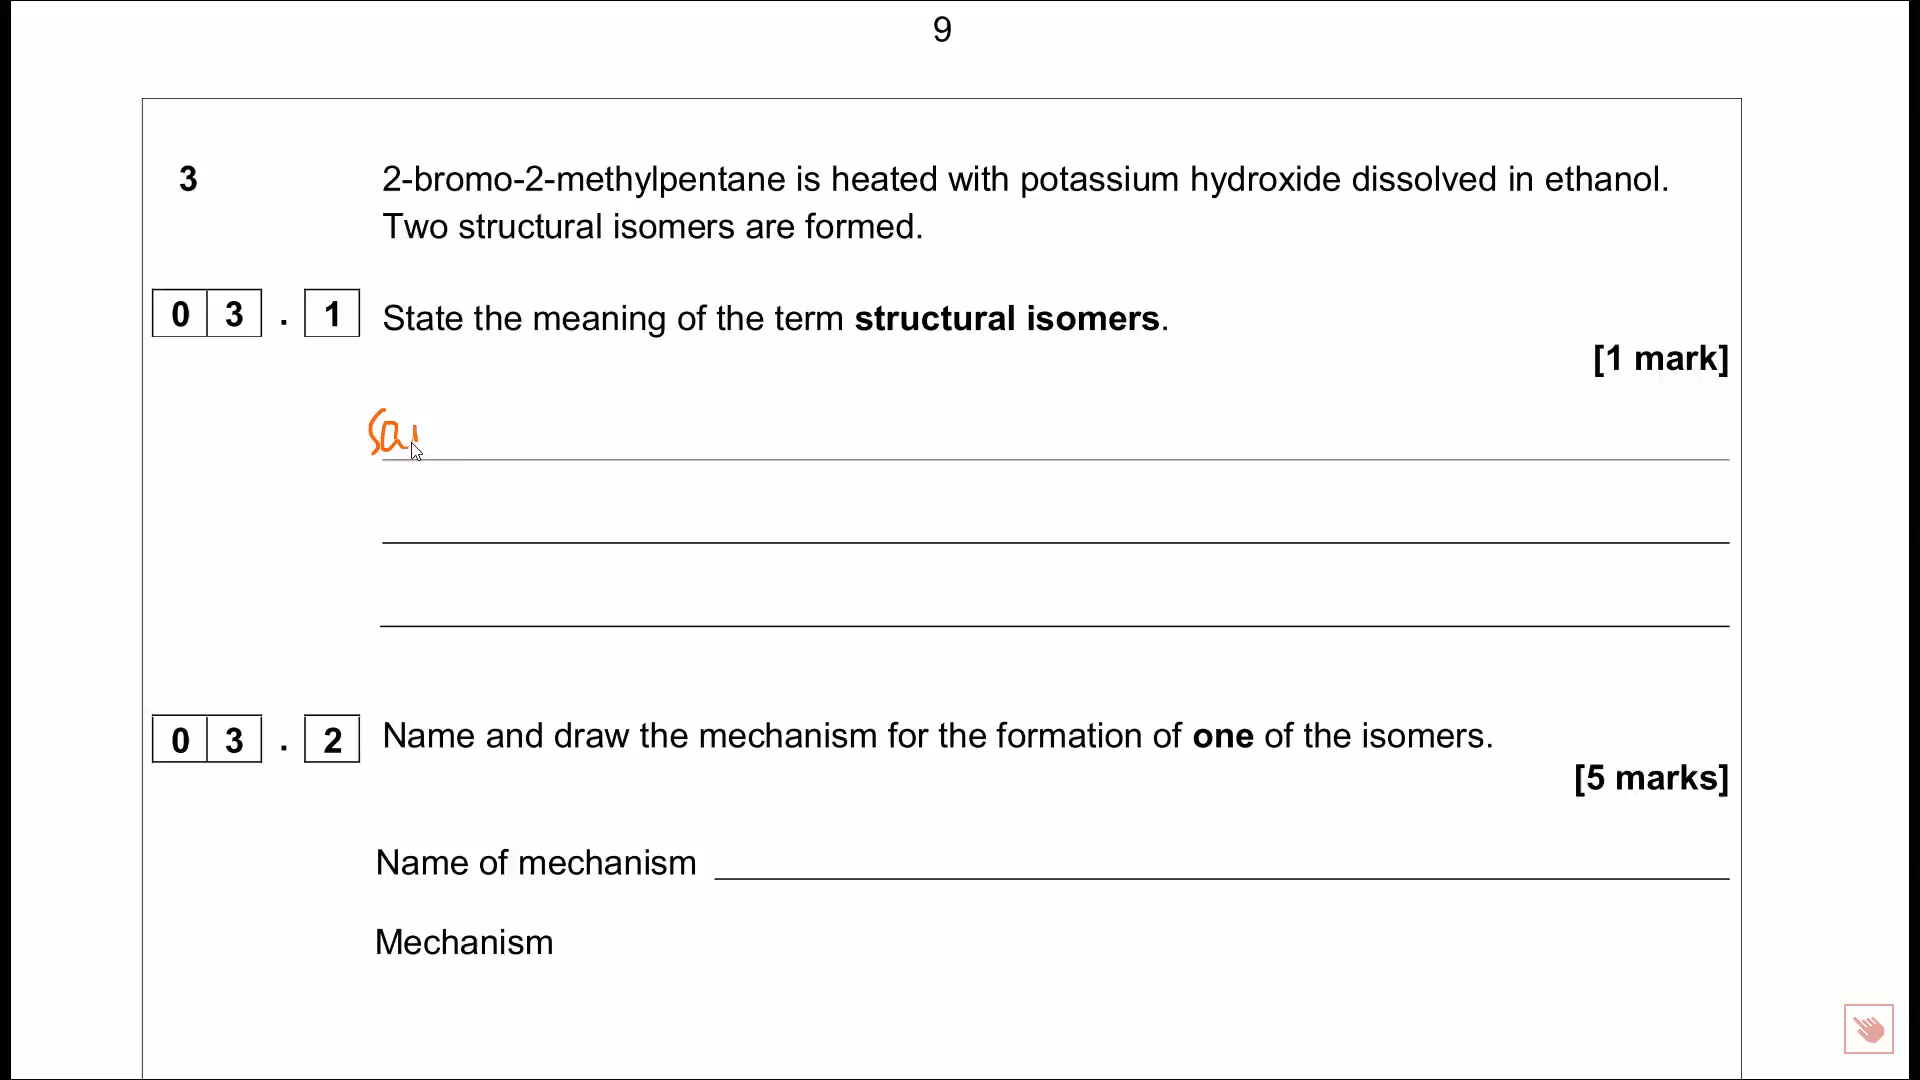 9
3 2-bromo-2-methylpentane is heated with potassium hydroxide dissolved in ethanol.
Two structural isomers are formed.
0 3 . 1 State the meaning of the term structural isomers.
[1 mark]
0 3 . 2 Name and draw the mechanism for the formation of one of the isomers.
[5 marks]
Name of mechanism
Mechanism